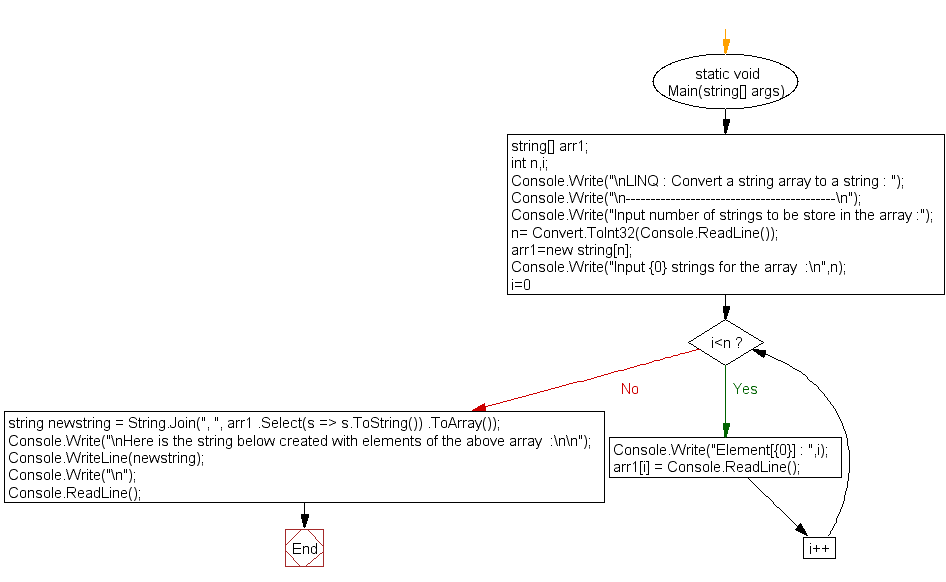 static void
Main(string[] args)
string[] arr1;
int n,i;
Console.Write("\nLINQ : Convert a string array to a string : ");
Console.Write("\n------------------------------------------\n");
Console.Write("Input number of strings to be store in the array :");
n= Convert.ToInt32(Console.ReadLine());
arr1=new string[n];
Console.Write("Input {0} strings for the array  :\n",n);
i=0
i<n ?
No
Yes
string newstring = String.Join(", ", arr1 .Select(s => s.ToString()) .ToArray());
Console.Write("\nHere is the string below created with elements of the above array  :\n\n");
Console.WriteLine(newstring);
Console.Write("\n");
Console.ReadLine();
Console.Write("Element[{0}] : ",i);
arr1[i] = Console.ReadLine();
i++
End